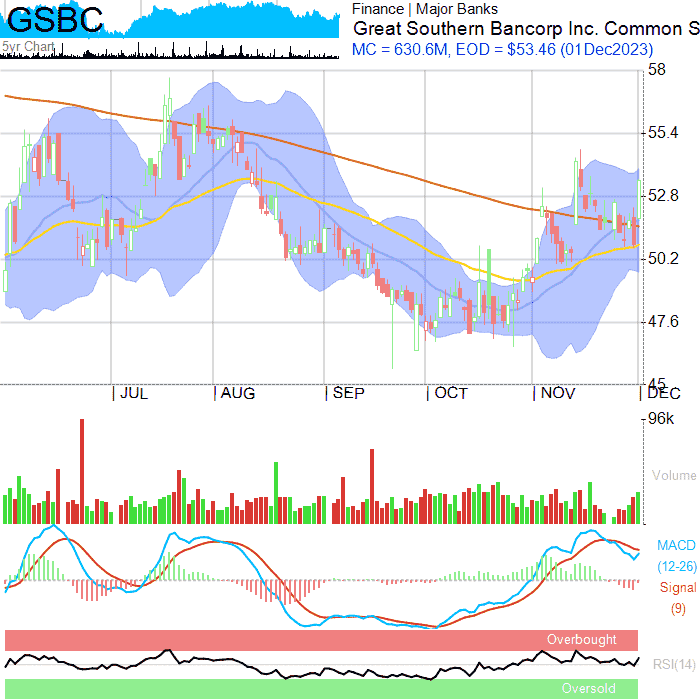 GSBC
5yr Chart
Finance | Major Banks
Great Southern Bancorp Inc. Common S
MC = 630.6M, EOD = $53.46 (01Dec2023)
58
55.4
52.8
50.2
47.6
45
JUL AUG SEP OCT NOV DEC
96k
Volume
MACD
(12-26)
Signal
(9)
Overbought
RSI(14)
Oversold